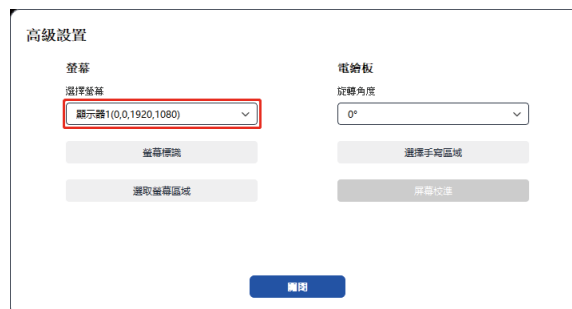 高級設置
螢幕
選擇螢幕
顯示器1(0,0,1920,1080)
螢幕標識
選取螢幕區域
電繪板
旋轉角度
0°
選擇手寫區域
屏幕校準
關閉